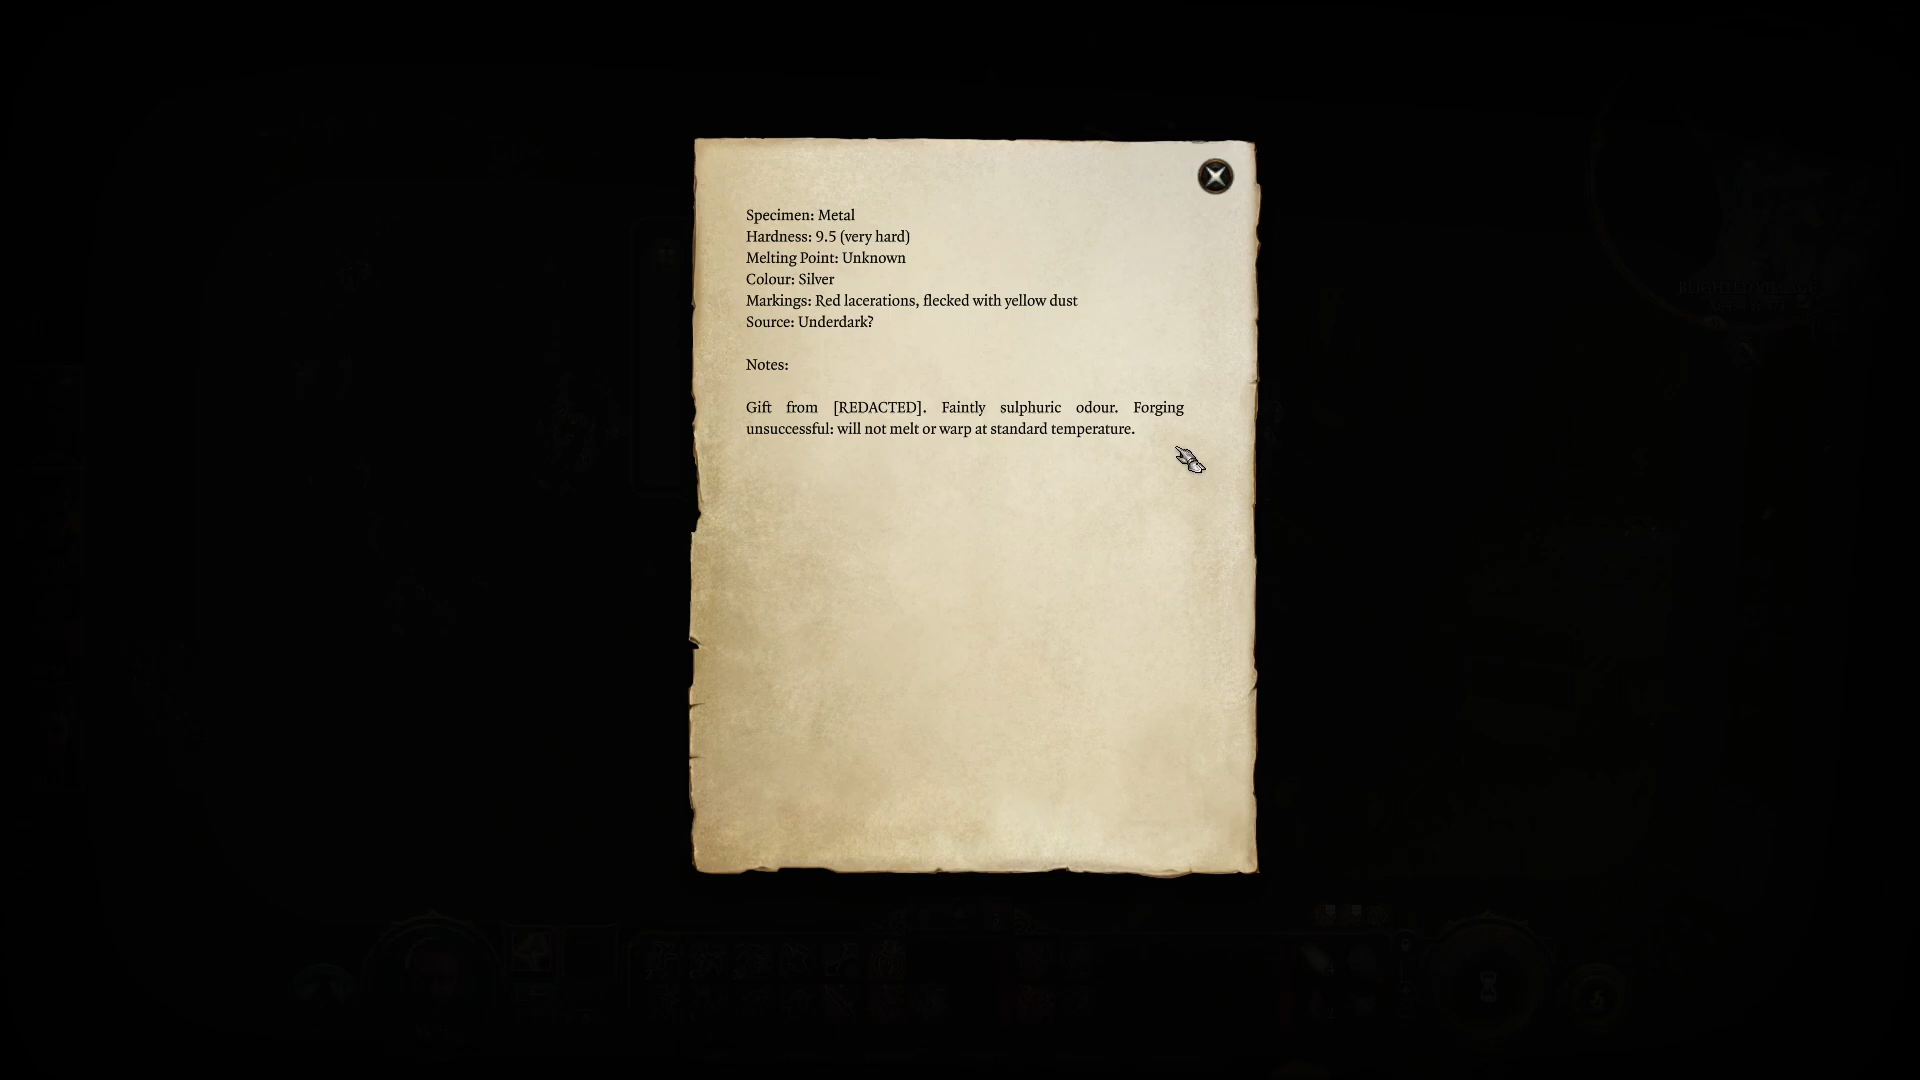 Specimen: Metal
Hardness: 9.5 (very hard)
Melting Point: Unknown
Colour: Silver
Markings: Red lacerations, flecked with yellow dust
Source: Underdark?
Notes:
Gift from [REDACTED]. Faintly sulphuric odour. Forging
unsuccessful: will not melt or warp at standard temperature.